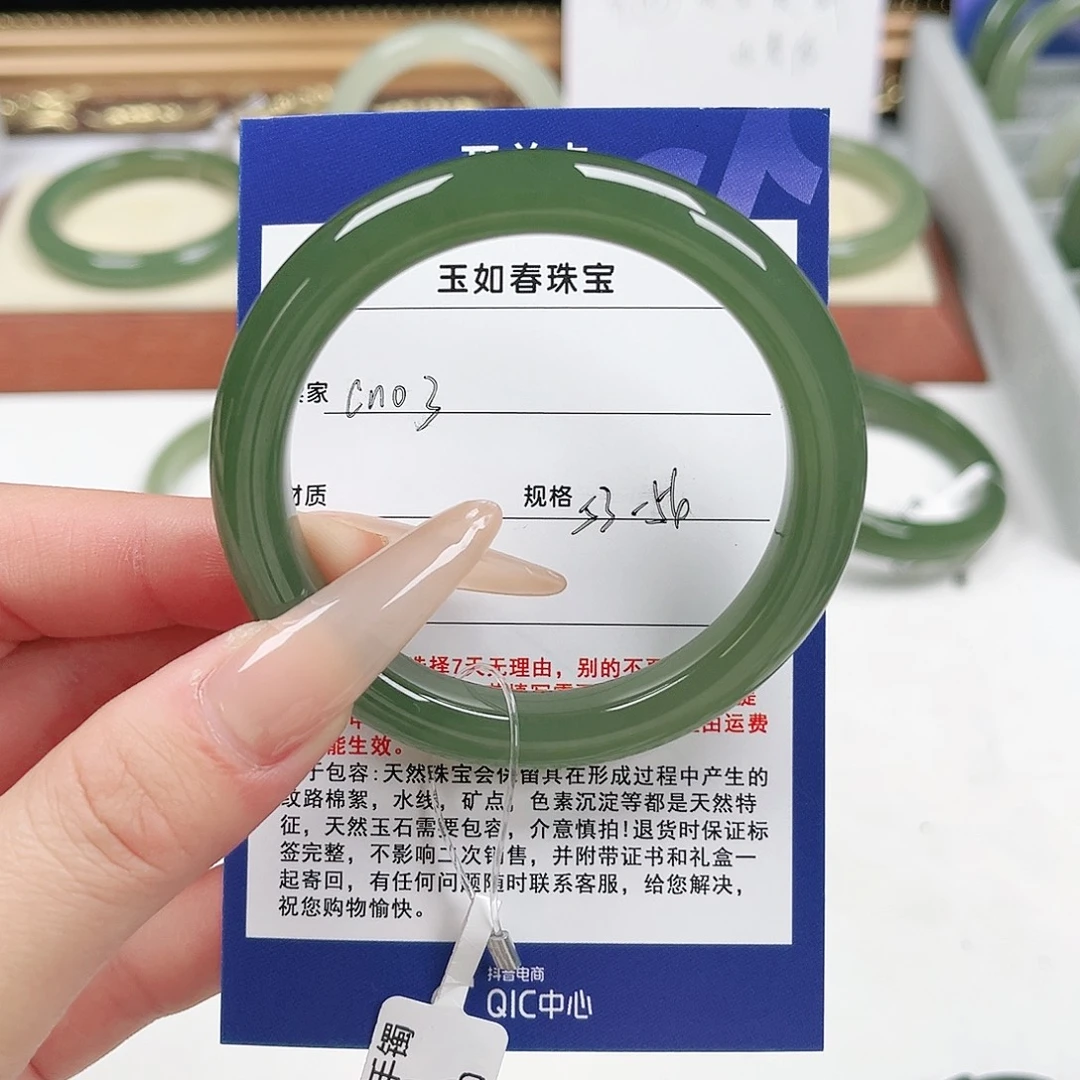 玉如春珠宝
家 cno3
材质 规格 53-56
选择7天无理由,别的不
由运费
能生效。
于包容:天然珠宝会保留其在形成过程中产生的
纹路棉絮,水线,矿点,色素沉淀等都是天然特
征,天然玉石需要包容,介意慎拍!退货时保证标
签完整,不影响二次销售,并附带证书和礼盒一
起寄回,有任何问题随时联系客服,给您解决,
祝您购物愉快。
抖音电商
QIC中心
手镯